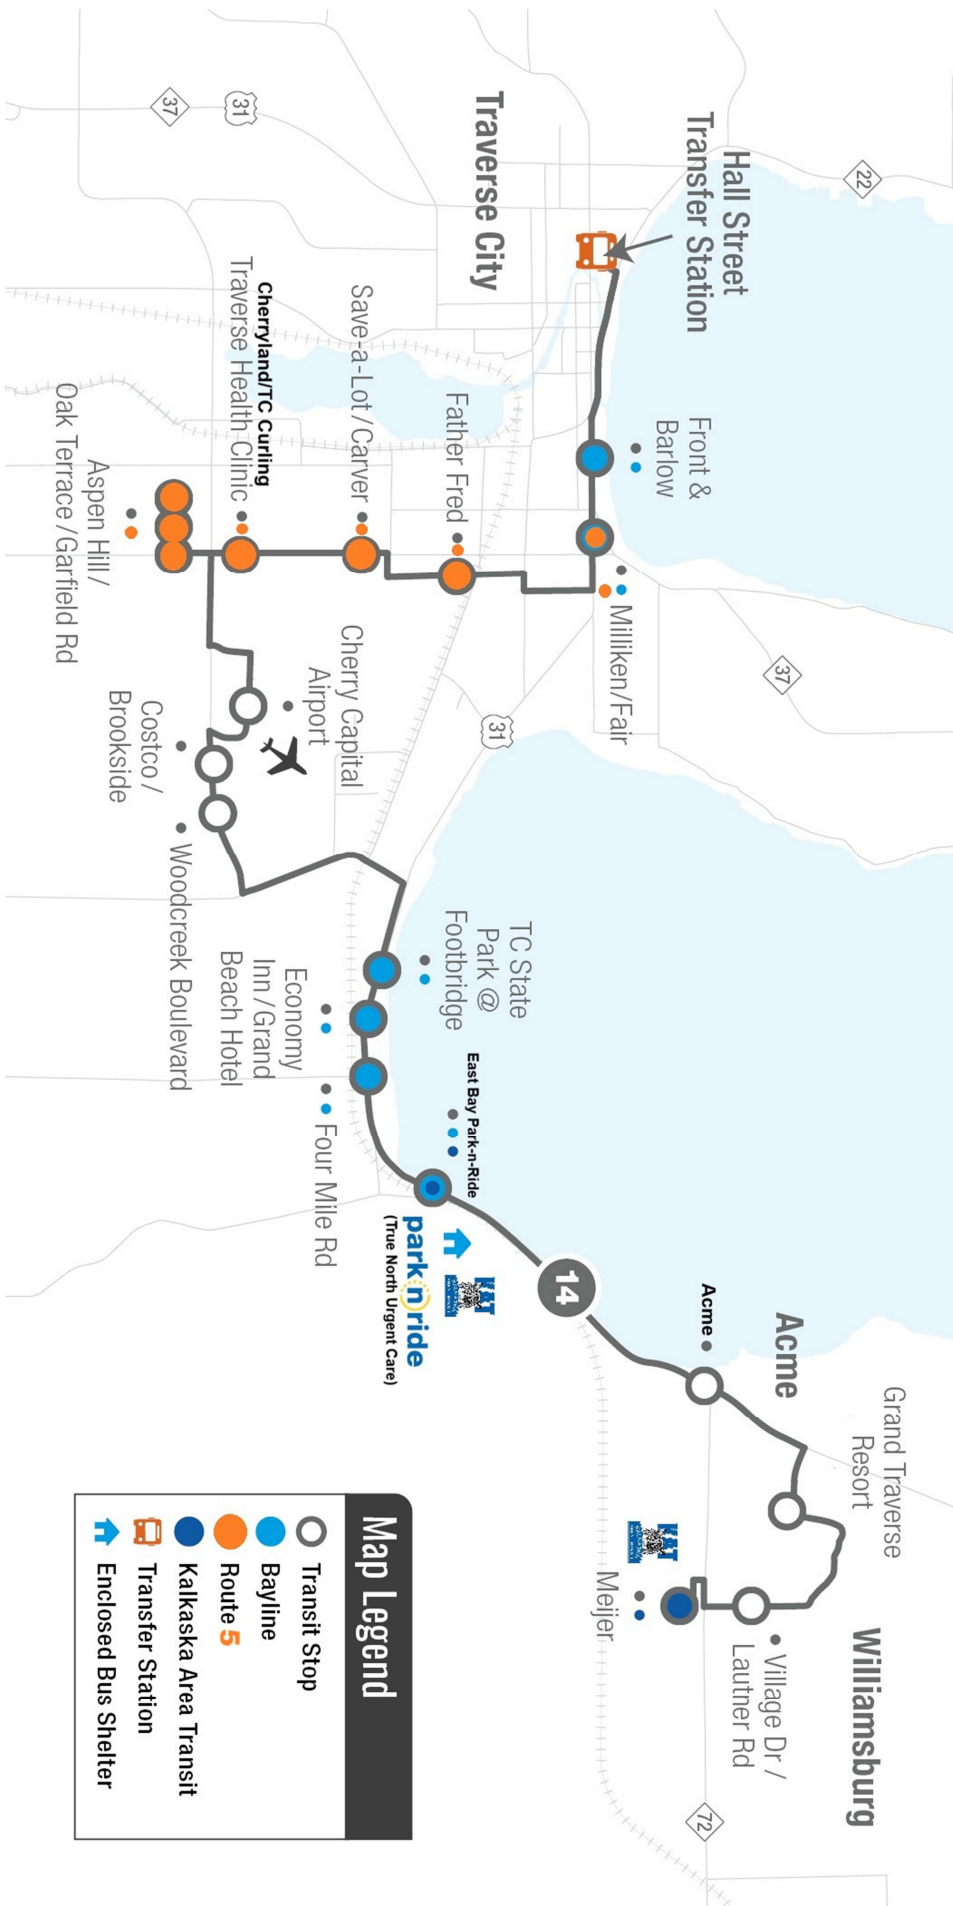 22
37
31
Hall Street
Transfer Station
Traverse City
Front &
Barlow
Milliken/Fair
37
31
Father Fred
Save-a-Lot / Carver
Cherryland/TC Curling
Traverse Health Clinic
Aspen Hill /
Oak Terrace / Garfield Rd
Cherry Capital
Airport
Costco /
Brookside
Woodcreek Boulevard
TC State
Park @
Footbridge
Economy
Inn / Grand
Beach Hotel
Four Mile Rd
East Bay Park-n-Ride
park n ride
(True North Urgent Care)
14
Acme
Acme
Grand Traverse
Resort
Williamsburg
Village Dr /
Lautner Rd
Meijer
72
Map Legend
Transit Stop
Bayline
Route 5
Kalkaska Area Transit
Transfer Station
Enclosed Bus Shelter